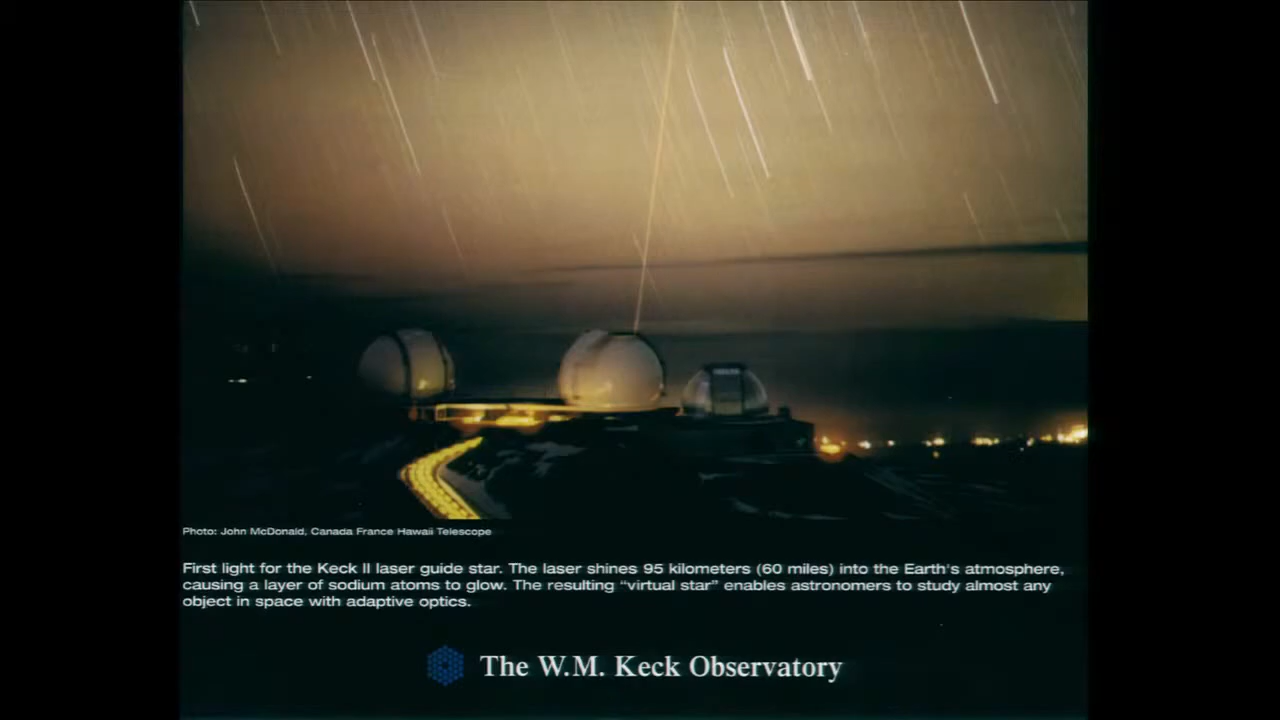 Photo: John McDonald, Canada France Hawaii Telescope
First light for the Keck II laser guide star. The laser shines 95 kilometers (60 miles) into the Earth's atmosphere,
causing a layer of sodium atoms to glow. The resulting “virtual star” enables astronomers to study almost any
object in space with adaptive optics.
The W.M. Keck Observatory